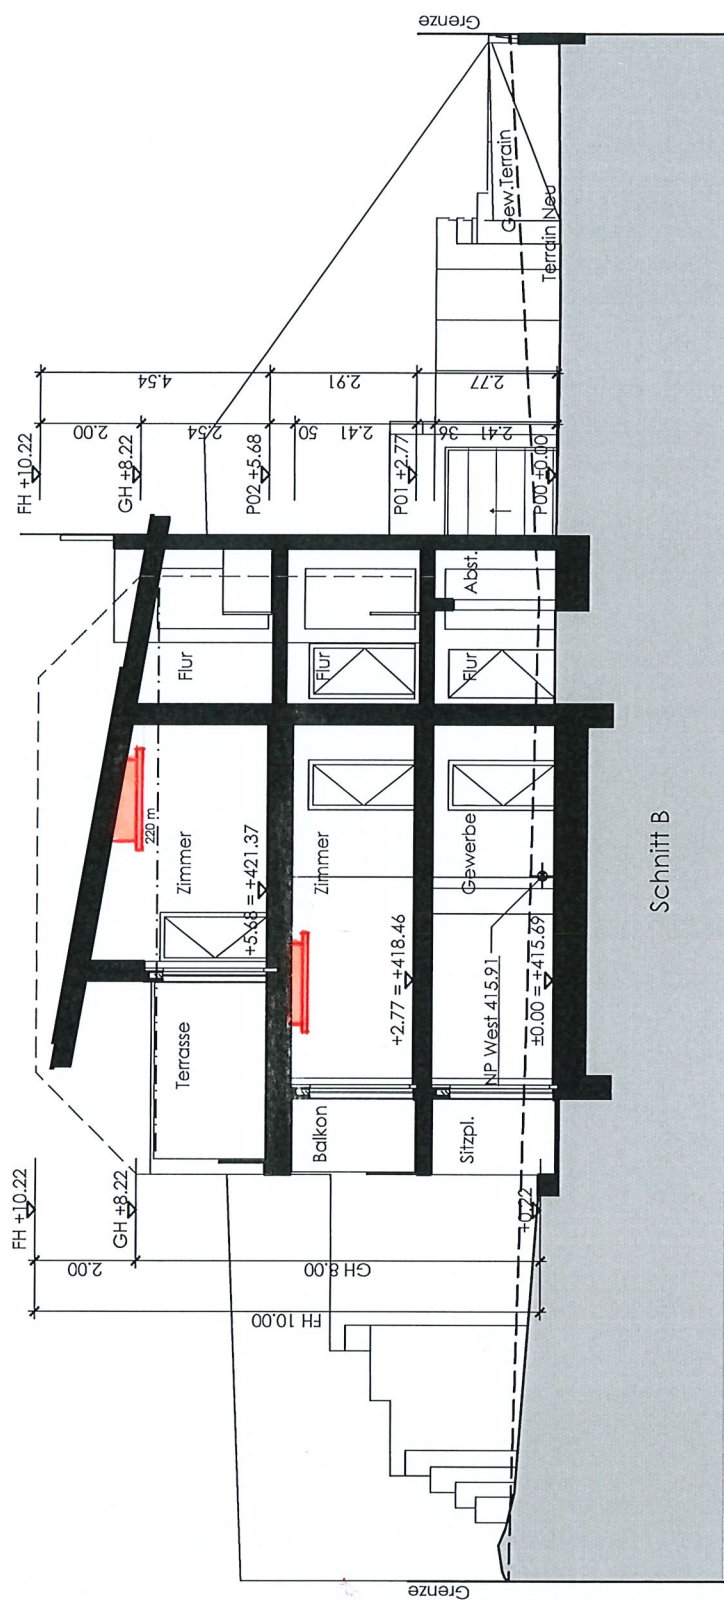 Grenze
FH +10.22
GH +8.22
2.00
GH 8.00
FH 10.00
+0.22
Terrasse
Balkon
Sitzpl.
220 m
Zimmer
+5.68 = +421.37
Zimmer
+2.77 = +418.46
Gewerbe
NP West 415.91
±0.00 = +415.69
Flur
Flur
Flur
Abst.
FH +10.22
GH +8.22
P02 +5.68
P01 +2.77
P00 ±0.00
2.00
2.54
50
2.41
36
2.41
4.54
2.91
2.77
Gew.Terrain
Terrain Neu
Grenze
Schnitt B